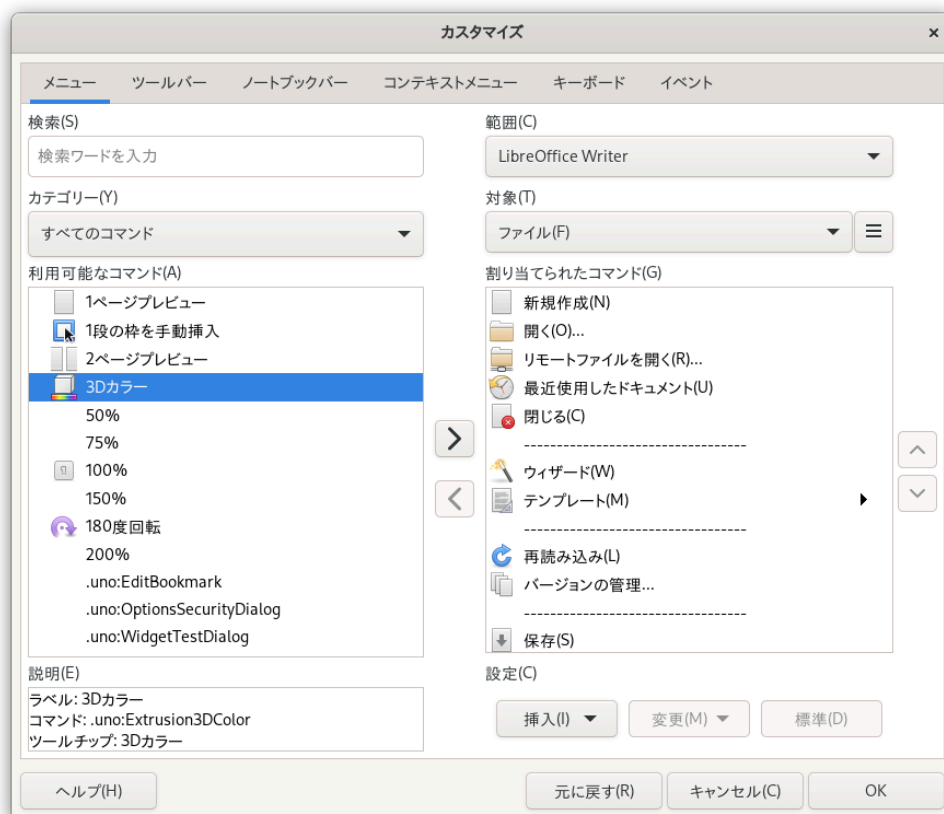 カスタマイズ
×
メニュー ツールバー ノートブックバー コンテキストメニュー キーボード イベント
検索(S)
検索ワードを入力
カテゴリー(Y)
すべてのコマンド
利用可能なコマンド(A)
1ページプレビュー
1段の枠を手動挿入
2ページプレビュー
3Dカラー
50%
75%
100%
150%
180度回転
200%
.uno:EditBookmark
.uno:OptionsSecurityDialog
.uno:WidgetTestDialog
説明(E)
ラベル: 3Dカラー
コマンド: .uno:Extrusion3DColor
ツールチップ: 3Dカラー
範囲(C)
LibreOffice Writer
対象(T)
ファイル(F)
割り当てられたコマンド(G)
新規作成(N)
開く(O)...
リモートファイルを開く(R)...
最近使用したドキュメント(U)
閉じる(C)
----------------------------------
ウィザード(W)
テンプレート(M)
----------------------------------
再読み込み(L)
バージョンの管理...
----------------------------------
保存(S)
設定(C)
挿入(I) 変更(M) 標準(D)
ヘルプ(H) 元に戻す(R) キャンセル(C) OK